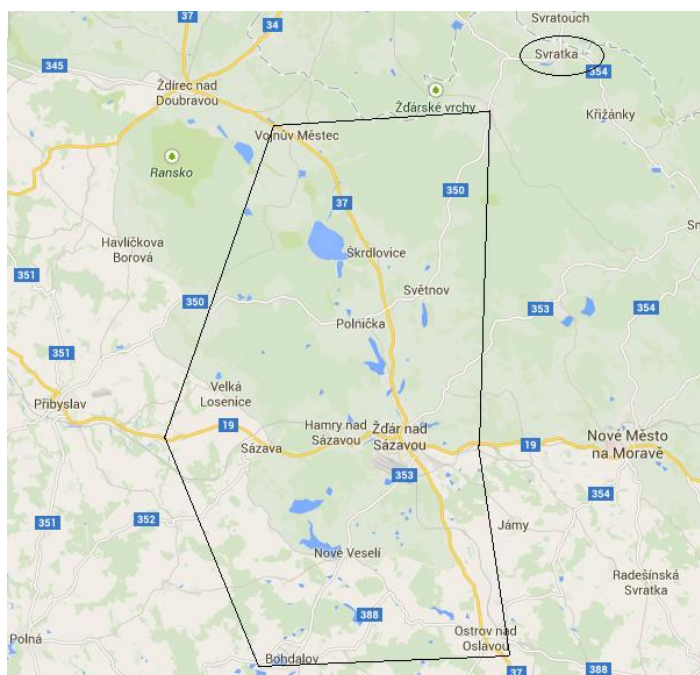 37
Svratouch
34
Svratka
345
354
Ždírec nad
Doubravou
Žďárské vrchy
Křižánky
Vojnův Městec
Ransko
350
37
Havlíčkova
Borová
Škrdlovice
351
Světnov
350
353
354
Polnička
351
Velká
Losenice
Přibyslav
Hamry nad
Sázavou
Žďár nad
Sázavou
19
Nové Město
na Moravě
Sázava
19
353
354
351
352
Jámy
Nové Veselí
Radešínská
Svratka
388
Polná
Ostrov nad
Oslavou
Bohdalov
388
37